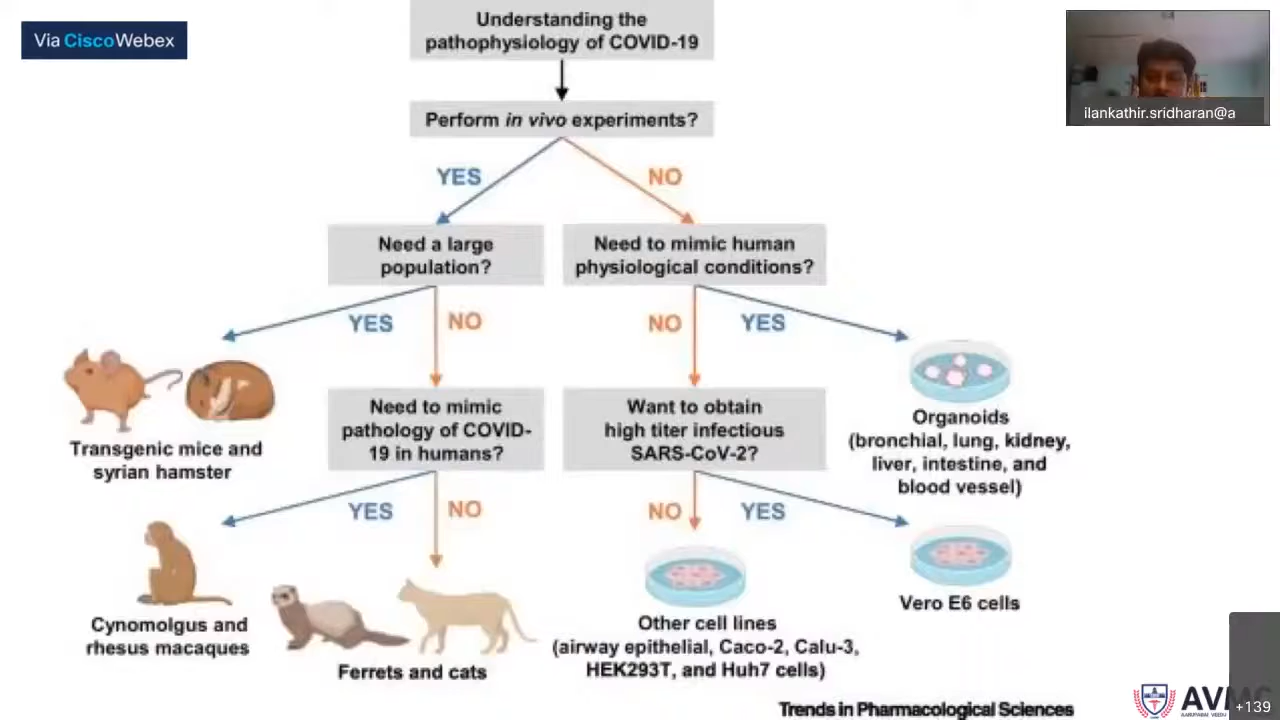 Via CiscoWebex
ilankathir.sridharan@a
Understanding the
pathophysiology of COVID-19
Perform in vivo experiments?
YES
NO
Need a large
population?
Need to mimic human
physiological conditions?
YES
NO
NO
YES
Transgenic mice and
syrian hamster
Need to mimic
pathology of COVID-
19 in humans?
Want to obtain
high titer infectious
SARS-CoV-2?
Organoids
(bronchial, lung, kidney,
liver, intestine, and
blood vessel)
YES
NO
NO
YES
Cynomolgus and
rhesus macaques
Ferrets and cats
Other cell lines
(airway epithelial, Caco-2, Calu-3,
HEK293T, and Huh7 cells)
Vero E6 cells
Trends in Pharmacological Sciences
AVMC
+139